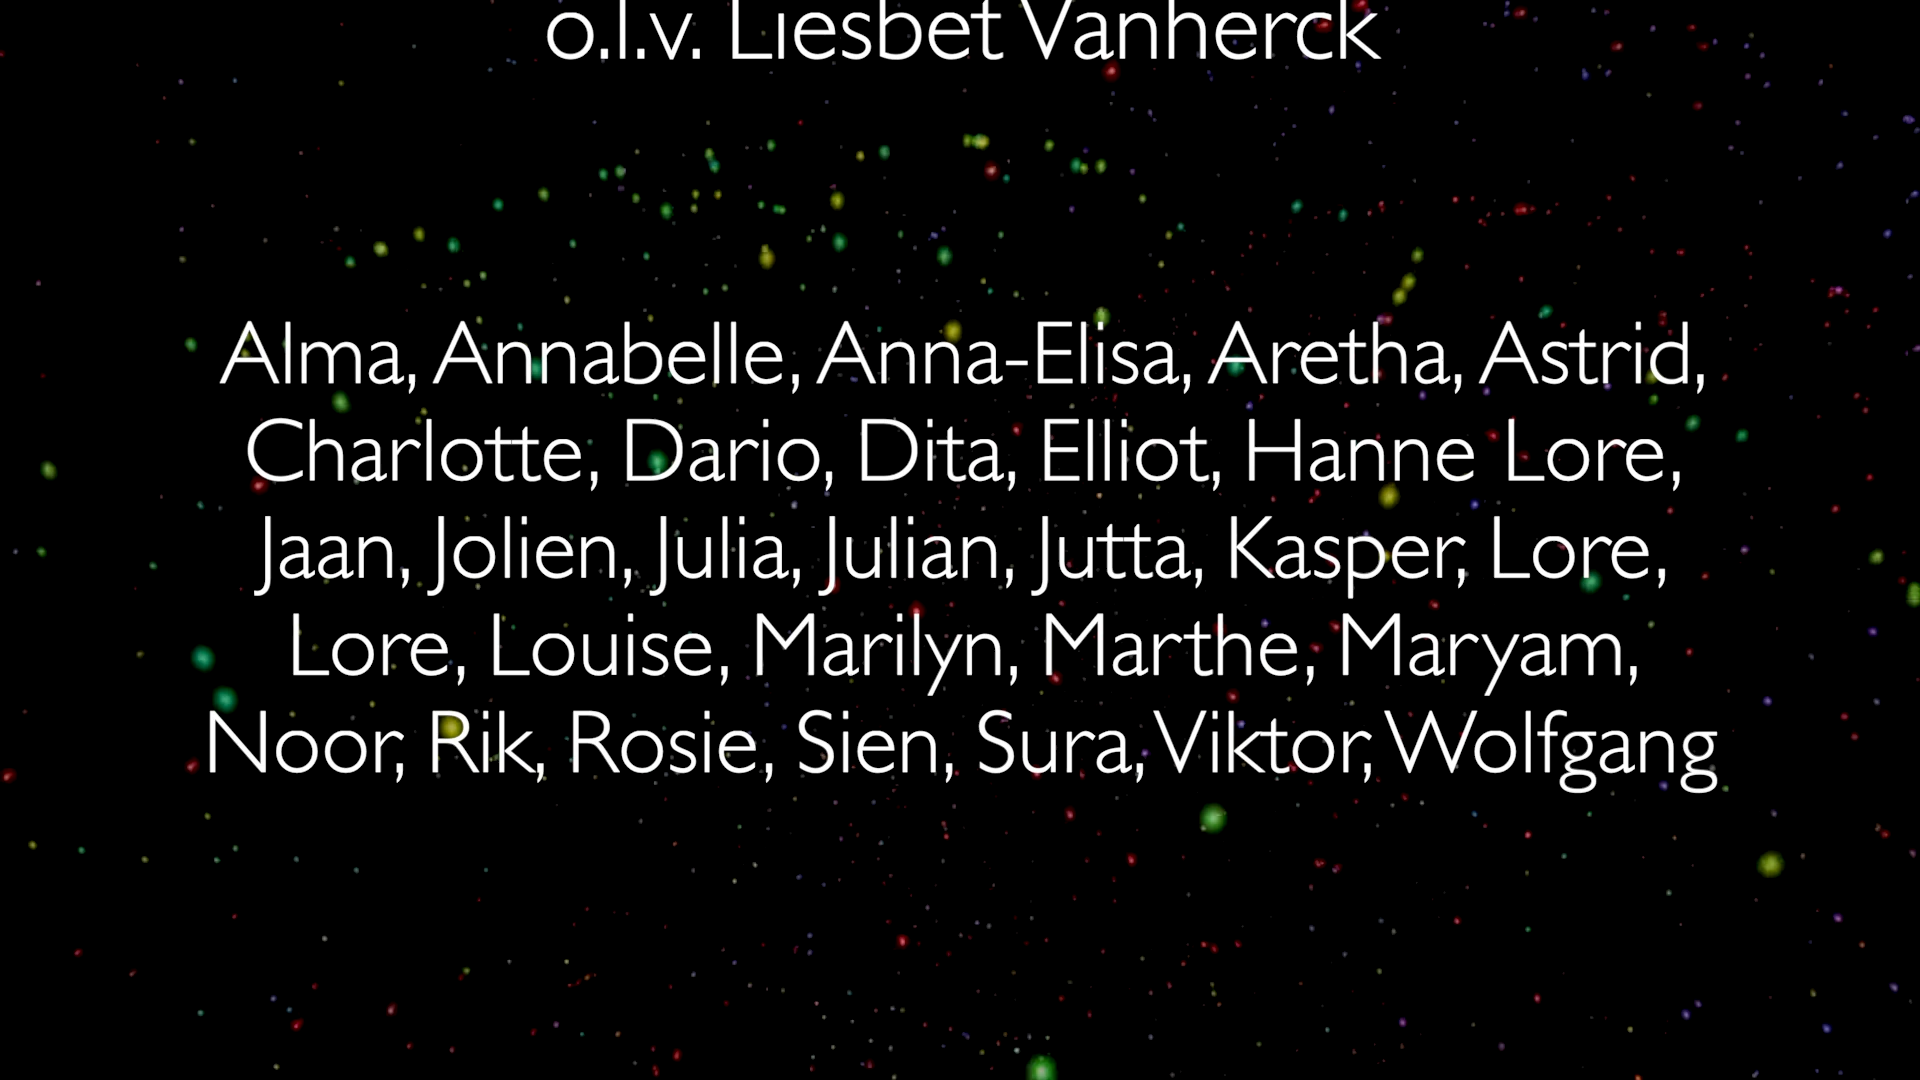 o.l.v. Liesbet Vanherck
Alma, Annabelle, Anna-Elisa, Aretha, Astrid,
Charlotte, Dario, Dita, Elliot, Hanne Lore,
Jaan, Jolien, Julia, Julian, Jutta, Kasper, Lore,
Lore, Louise, Marilyn, Marthe, Maryam,
Noor, Rik, Rosie, Sien, Sura, Viktor, Wolfgang